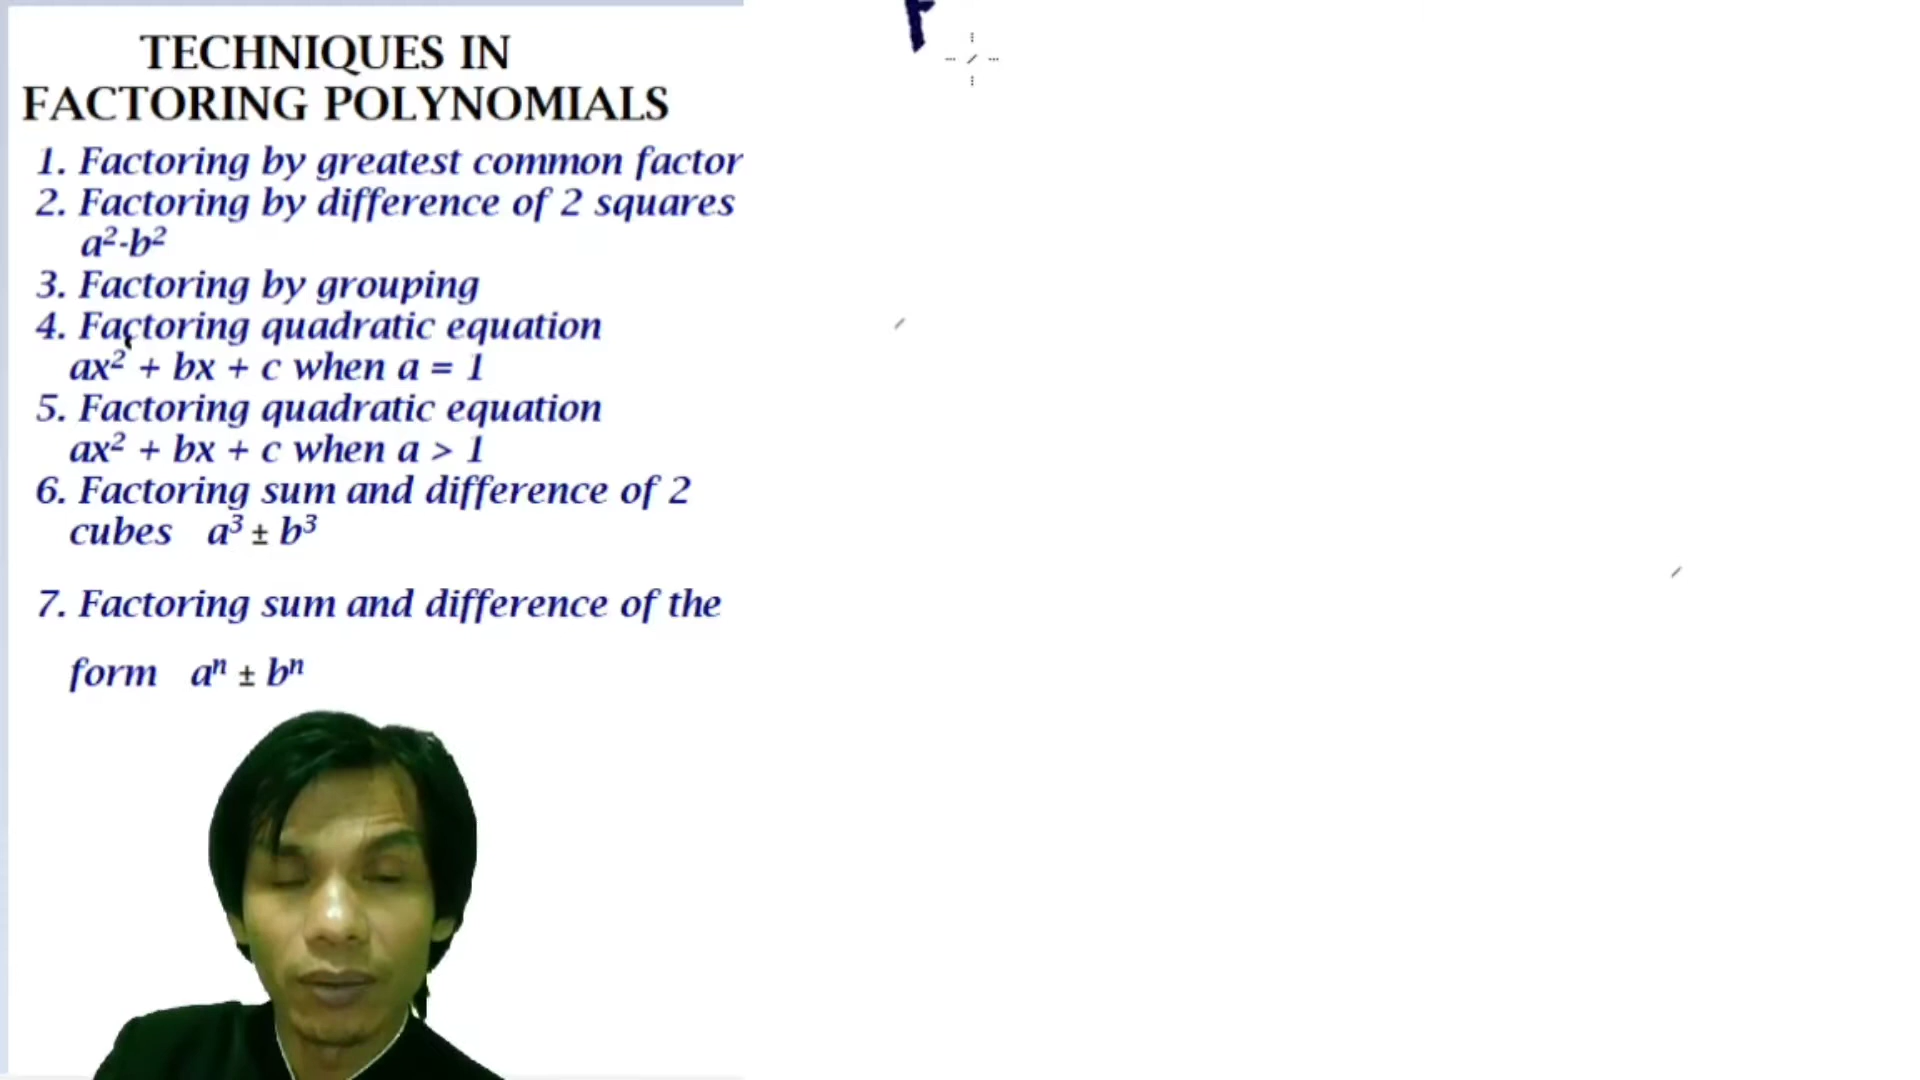 TECHNIQUES IN
FACTORING POLYNOMIALS
1. Factoring by greatest common factor
2. Factoring by difference of 2 squares
a²-b²
3. Factoring by grouping
4. Factoring quadratic equation
ax² + bx + c when a = 1
5. Factoring quadratic equation
ax² + bx + c when a > 1
6. Factoring sum and difference of 2
cubes a³ ± b³
7. Factoring sum and difference of the
form aⁿ ± bⁿ